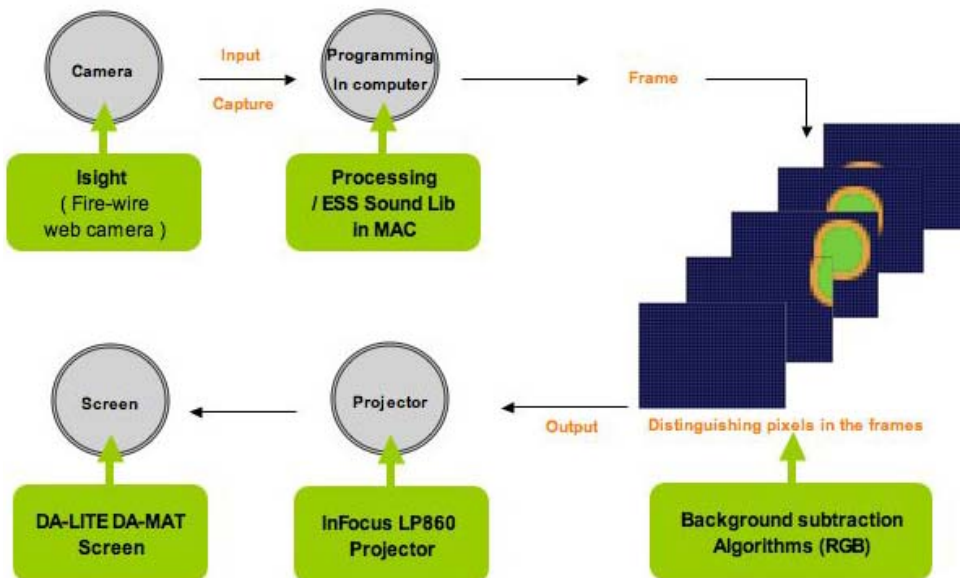 Camera
Input
Capture
Programming
In computer
Frame
Isight
( Fire-wire
web camera )
Processing
/ ESS Sound Lib
in MAC
Screen
Projector
Output
Distinguishing pixels in the frames
DA-LITE DA-MAT
Screen
InFocus LP860
Projector
Background subtraction
Algorithms (RGB)